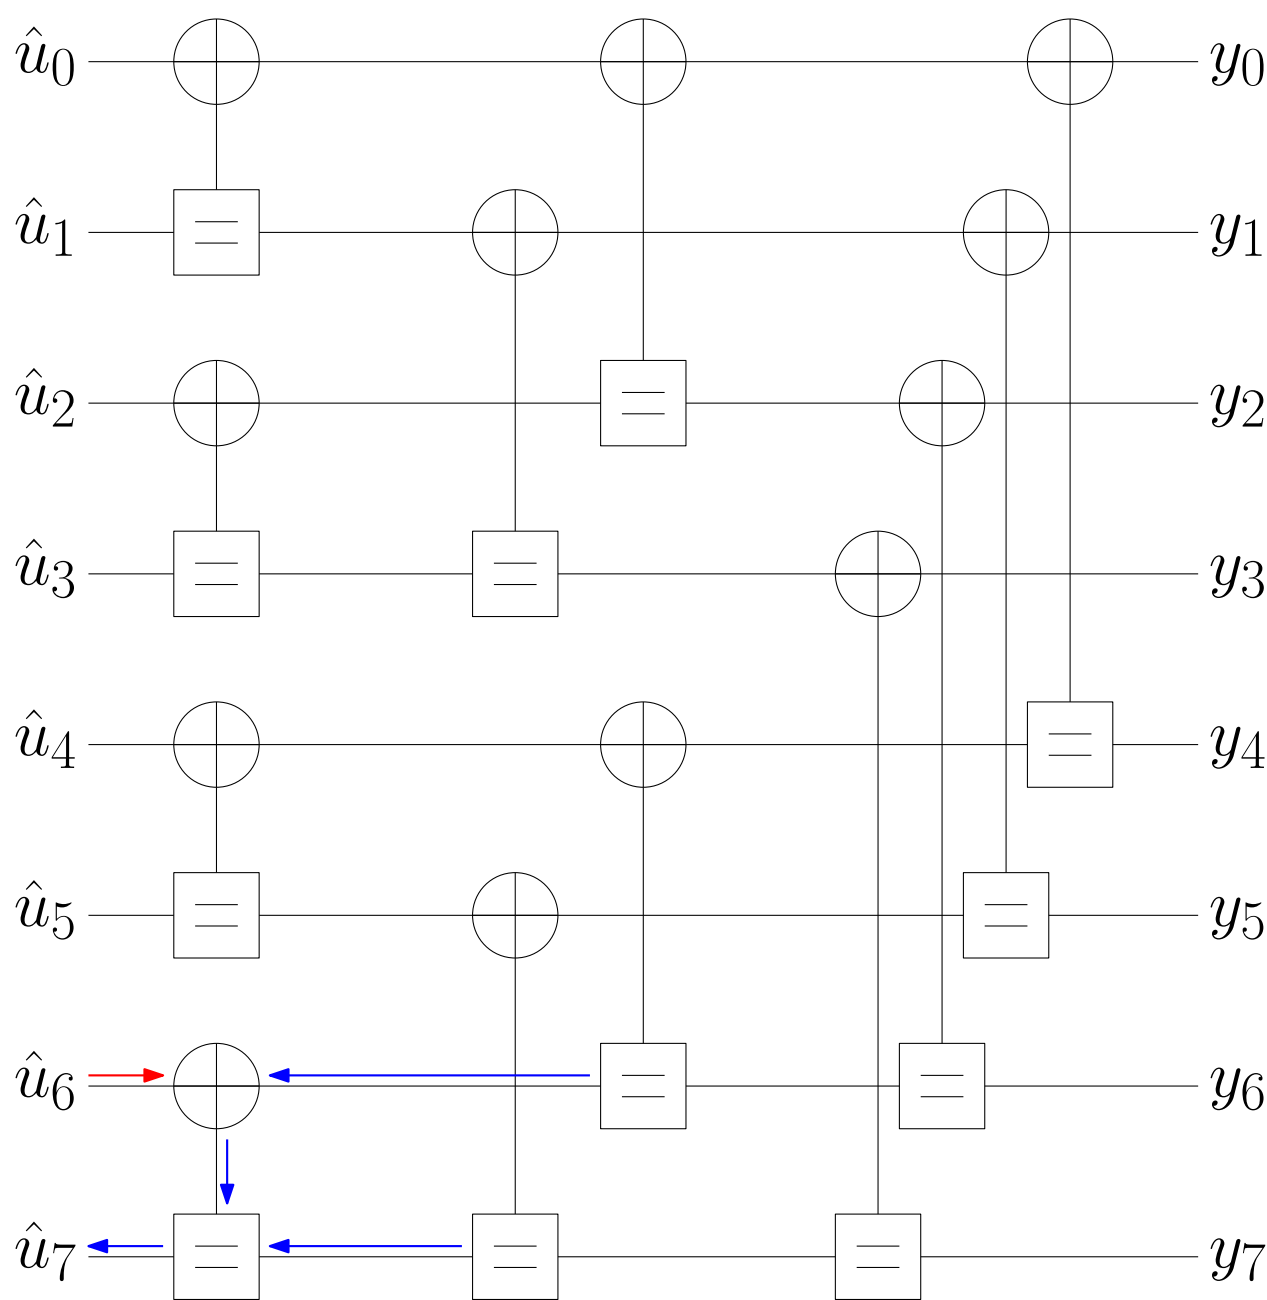 û₀ y₀
û₁ y₁
û₂ y₂
û₃ y₃
û₄ y₄
û₅ y₅
û₆ y₆
û₇ y₇